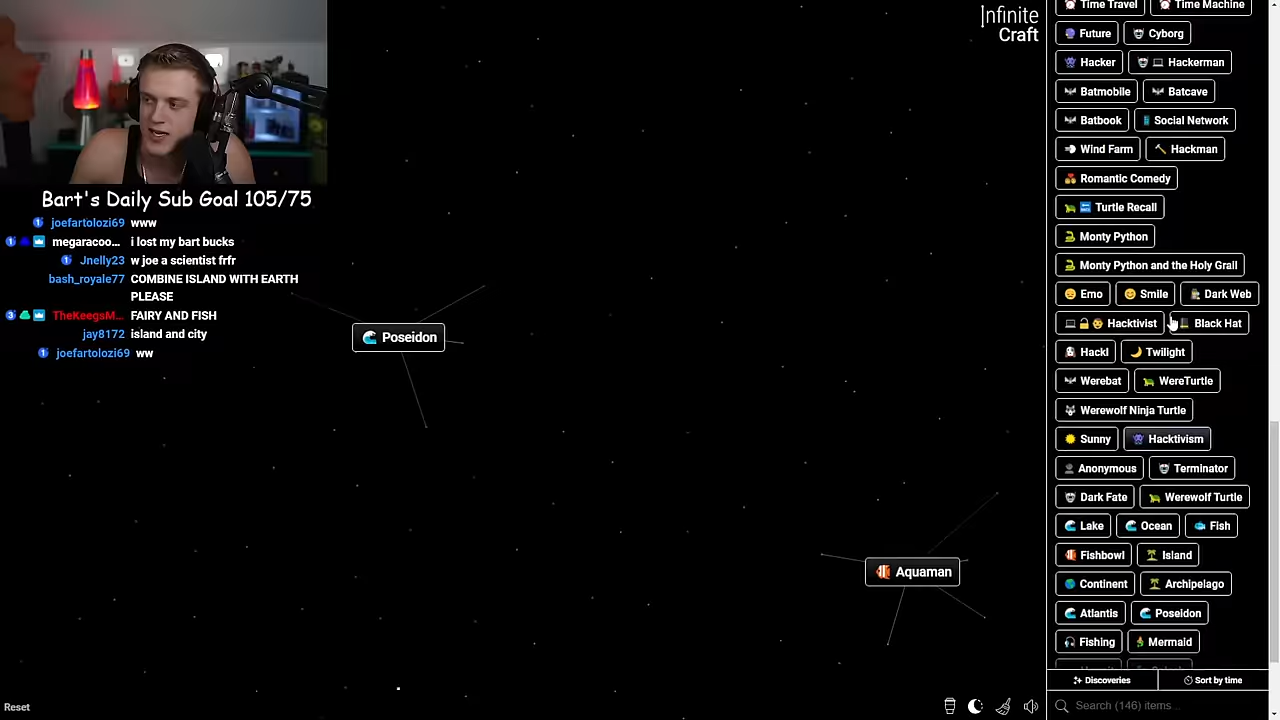 Infinite
Craft
Bart's Daily Sub Goal 105/75
joefartolozi69 www
megaracoo... i lost my bart bucks
Jnelly23 w joe a scientist frfr
bash_royale77 COMBINE ISLAND WITH EARTH
PLEASE
TheKeegsM... FAIRY AND FISH
jay8172 island and city
joefartolozi69 ww
Poseidon
Aquaman
Time Travel Time Machine
Future Cyborg
Hacker Hackerman
Batmobile Batcave
Batbook Social Network
Wind Farm Hackman
Romantic Comedy
Turtle Recall
Monty Python
Monty Python and the Holy Grail
Emo Smile Dark Web
Hacktivist Black Hat
HackI Twilight
Werebat WereTurtle
Werewolf Ninja Turtle
Sunny Hacktivism
Anonymous Terminator
Dark Fate Werewolf Turtle
Lake Ocean Fish
Fishbowl Island
Continent Archipelago
Atlantis Poseidon
Fishing Mermaid
Discoveries Sort by time
Search (146) items ...
Reset